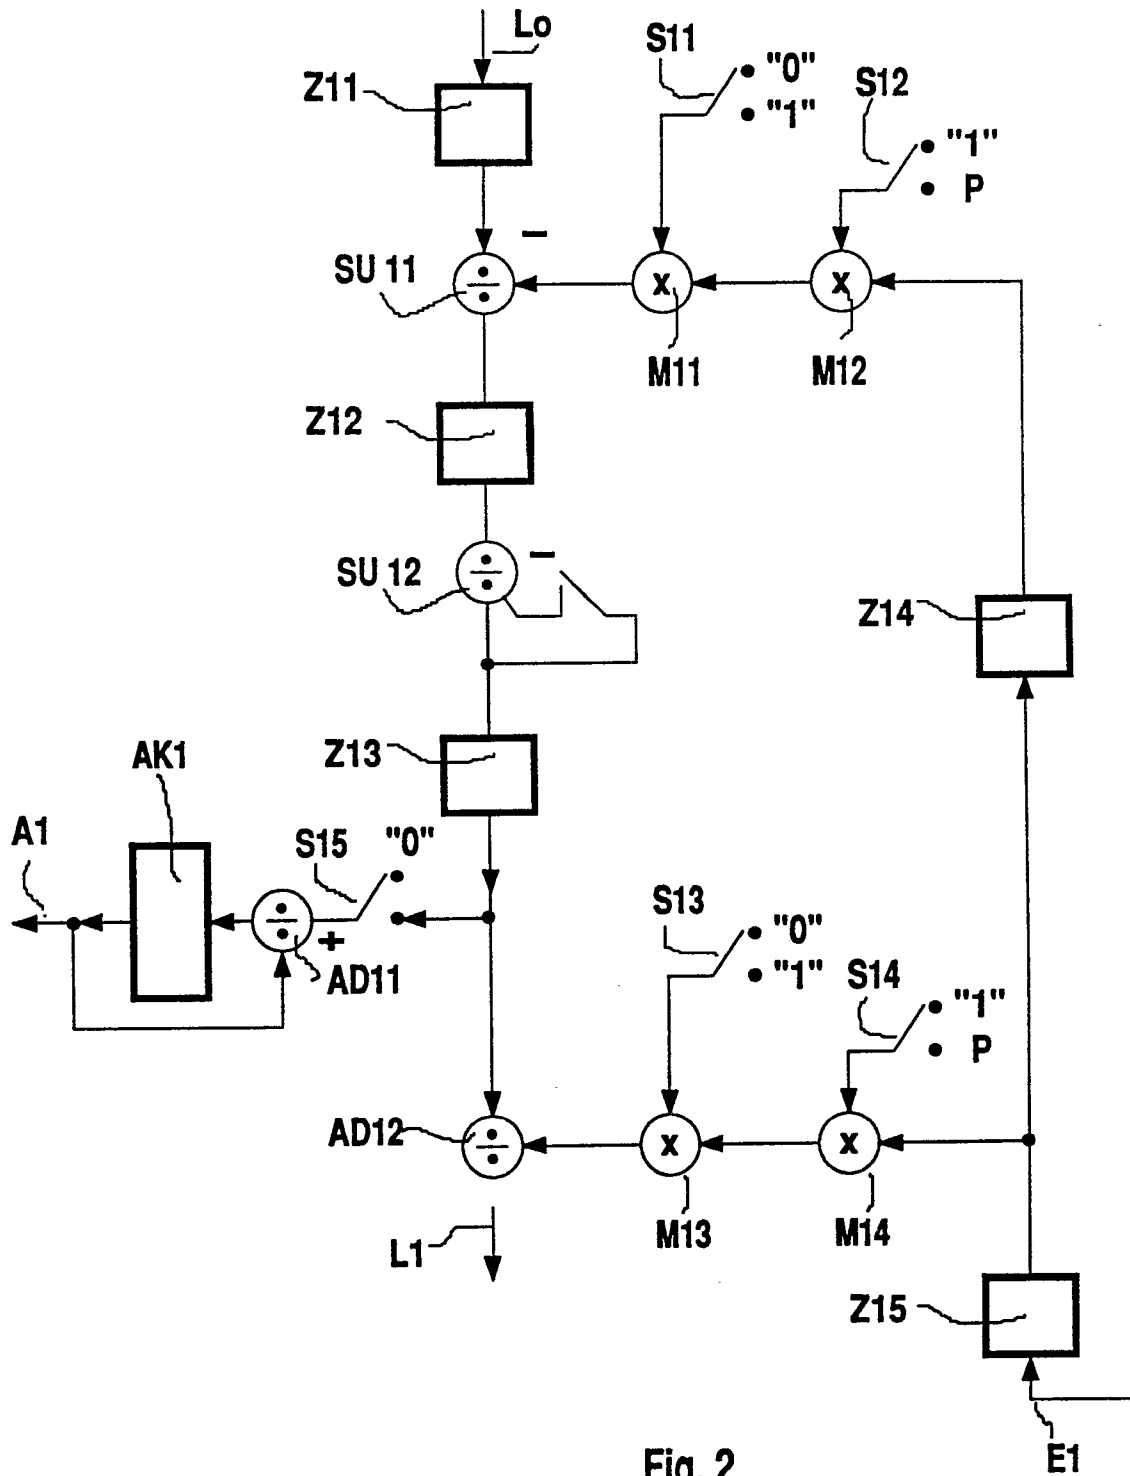 Lo
S11
Z11
"0"
"1"
S12
"1"
P
–
SU 11
÷
x
x
M11
M12
Z12
–
SU 12
÷
Z14
Z13
AK1
A1
S15
"0"
÷
+
AD11
S13
"0"
"1"
S14
"1"
P
AD12
÷
x
x
M13
M14
L1
Z15
E1
Fig. 2